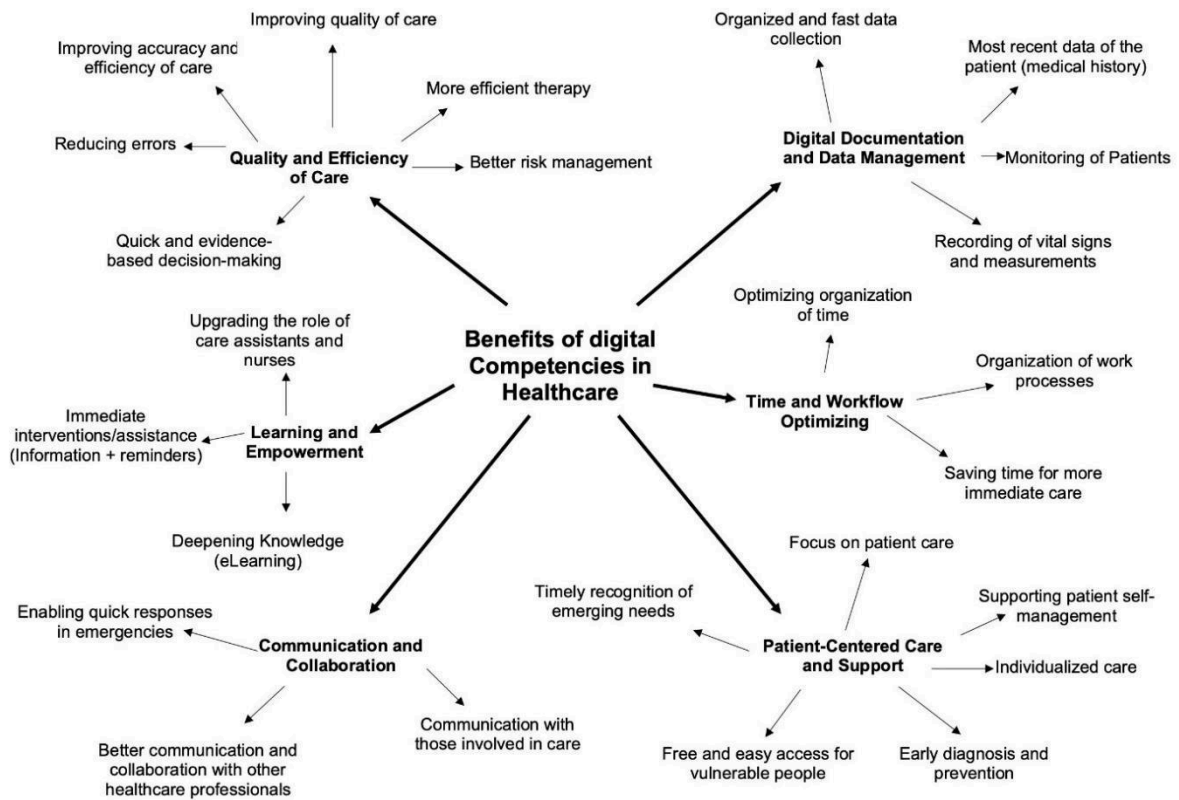 Improving quality of care
Improving accuracy and
efficiency of care
More efficient therapy
Reducing errors
Quality and Efficiency
of Care
Better risk management
Quick and evidence-
based decision-making
Organized and fast data
collection
Most recent data of the
patient (medical history)
Digital Documentation
and Data Management
Monitoring of Patients
Recording of vital signs
and measurements
Benefits of digital
Competencies in
Healthcare
Optimizing organization
of time
Organization of work
processes
Time and Workflow
Optimizing
Saving time for more
immediate care
Upgrading the role of
care assistants and
nurses
Immediate
interventions/assistance
(Information + reminders)
Learning and
Empowerment
Deepening Knowledge
(eLearning)
Enabling quick responses
in emergencies
Communication and
Collaboration
Communication with
those involved in care
Better communication and
collaboration with other
healthcare professionals
Focus on patient care
Timely recognition of
emerging needs
Supporting patient self-
management
Patient-Centered Care
and Support
Individualized care
Free and easy access for
vulnerable people
Early diagnosis and
prevention